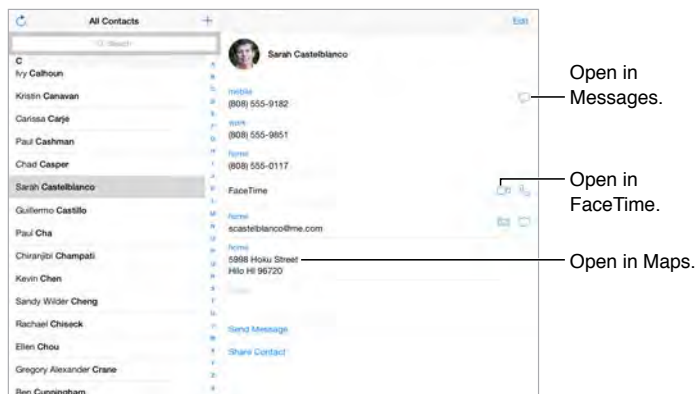 All Contacts
+
Edit
Search
C
Ivy Calhoun
Kristin Canavan
Carissa Carje
Paul Cashman
Chad Casper
Sarah Castelblanco
Guillermo Castillo
Paul Cha
Chiranjibi Champati
Kevin Chen
Sandy Wilder Cheng
Rachael Chiseck
Ellen Chou
Gregory Alexander Crane
Ben Cunningham
Sarah Castelblanco
mobile
(808) 555-9182
work
(808) 555-9851
home
(808) 555-0117
FaceTime
home
scastelblanco@me.com
home
5998 Hoku Street
Hilo HI 96720
Notes
Send Message
Share Contact
Open in
Messages.
Open in
FaceTime.
Open in Maps.